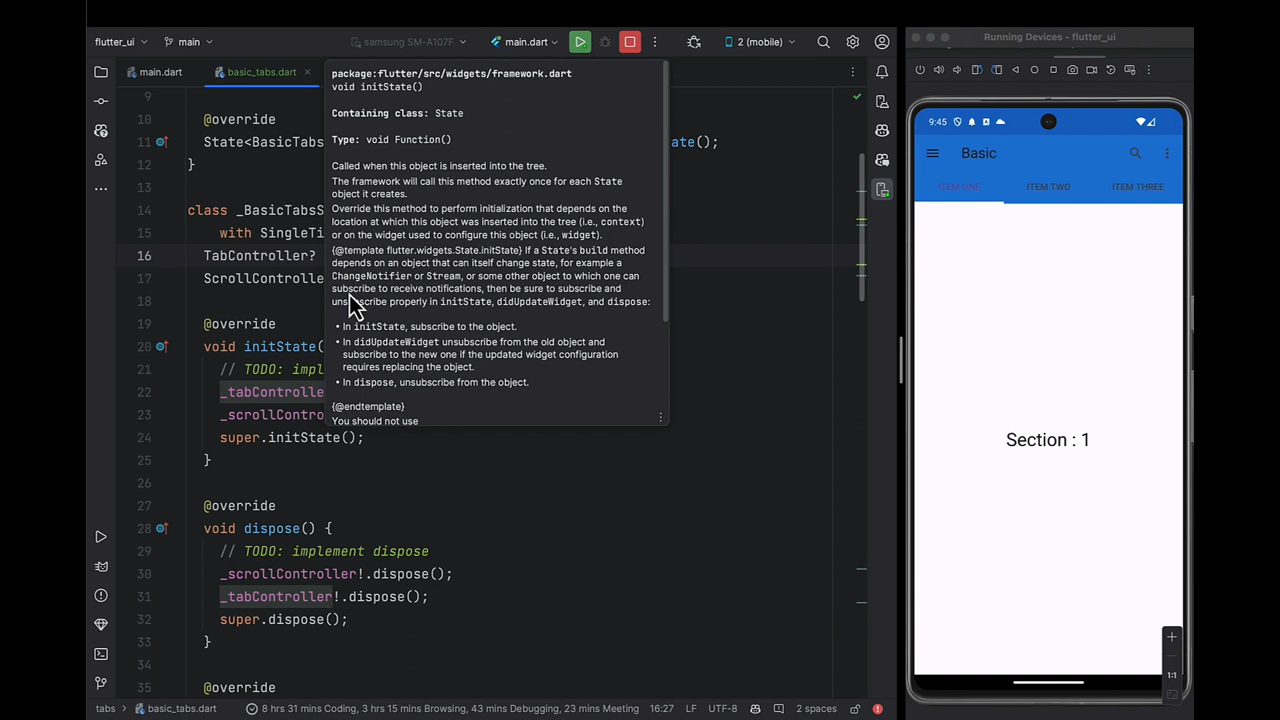 flutter_ui
main
samsung SM-A107F
main.dart
2 (mobile)
Running Devices - flutter_ui
main.dart
basic_tabs.dart
9
10 @override
11 State<BasicTabs
ate();
12 }
13
14 class _BasicTabsS
15 with SingleTi
16 TabController?
17 ScrollControlle
18
19 @override
20 void initState(
21 // TODO: impl
22 _tabControlle
23 _scrollContro
24 super.initState();
25 }
26
27 @override
28 void dispose() {
29 // TODO: implement dispose
30 _scrollController!.dispose();
31 _tabController!.dispose();
32 super.dispose();
33 }
34
35 @override
package:flutter/src/widgets/framework.dart
void initState()
Containing class: State
Type: void Function()
Called when this object is inserted into the tree.
The framework will call this method exactly once for each State
object it creates.
Override this method to perform initialization that depends on the
location at which this object was inserted into the tree (i.e., context)
or on the widget used to configure this object (i.e., widget).
{@template flutter.widgets.State.initState} If a State's build method
depends on an object that can itself change state, for example a
ChangeNotifier or Stream, or some other object to which one can
subscribe to receive notifications, then be sure to subscribe and
unsubscribe properly in initState, didUpdateWidget, and dispose:
• In initState, subscribe to the object.
• In didUpdateWidget unsubscribe from the old object and
subscribe to the new one if the updated widget configuration
requires replacing the object.
• In dispose, unsubscribe from the object.
{@endtemplate}
You should not use
9:45
Basic
ITEM ONE
ITEM TWO
ITEM THREE
Section : 1
1:1
tabs > basic_tabs.dart
8 hrs 31 mins Coding, 3 hrs 15 mins Browsing, 43 mins Debugging, 23 mins Meeting
16:27
LF
UTF-8
2 spaces